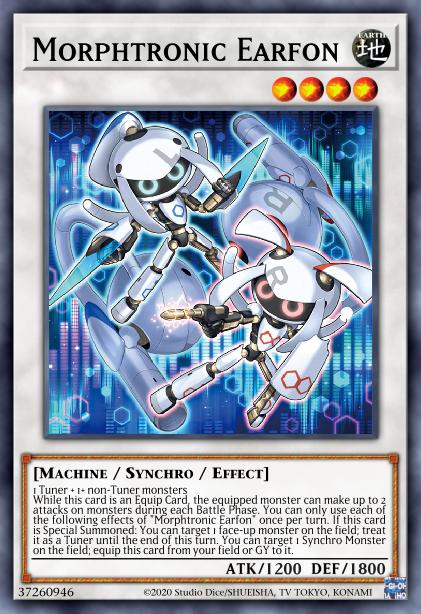 MORPHTRONIC EARFON
EARTH
地
L
R
R
[MACHINE / SYNCHRO / EFFECT]
1 Tuner + 1+ non-Tuner monsters
While this card is an Equip Card, the equipped monster can make up to 2
attacks on monsters during each Battle Phase. You can only use each of
the following effects of "Morphtronic Earfon" once per turn. If this card
is Special Summoned: You can target 1 face-up monster on the field; treat
it as a Tuner until the end of this turn. You can target 1 Synchro Monster
on the field; equip this card from your field or GY to it.
ATK/1200 DEF/1800
37260946
©2020 Studio Dice/SHUEISHA, TV TOKYO, KONAMI